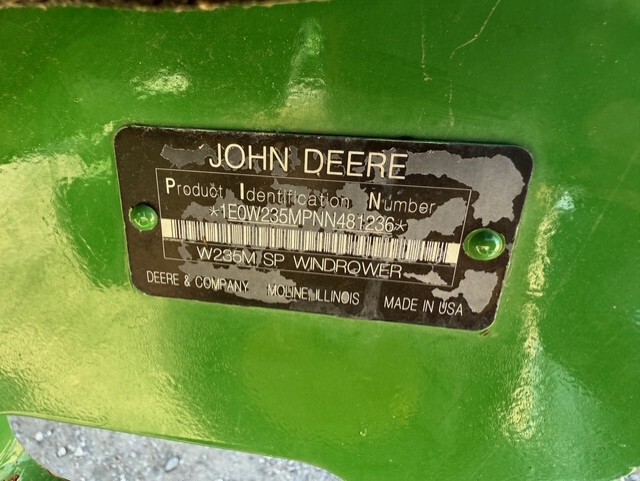 JOHN DEERE
Product Identification Number
*1E0W235MPNN481236*
W235M SP WINDROWER
DEERE & COMPANY MOLINE, ILLINOIS MADE IN USA